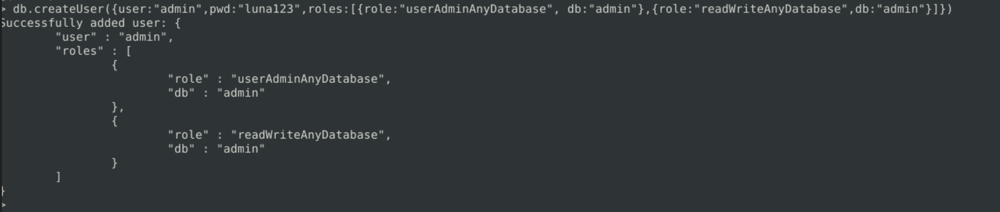 > db.createUser({user:"admin",pwd:"luna123",roles:[{role:"userAdminAnyDatabase", db:"admin"},{role:"readWriteAnyDatabase",db:"admin"}]})
Successfully added user: {
        "user" : "admin",
        "roles" : [
                {
                        "role" : "userAdminAnyDatabase",
                        "db" : "admin"
                },
                {
                        "role" : "readWriteAnyDatabase",
                        "db" : "admin"
                }
        ]
}
>